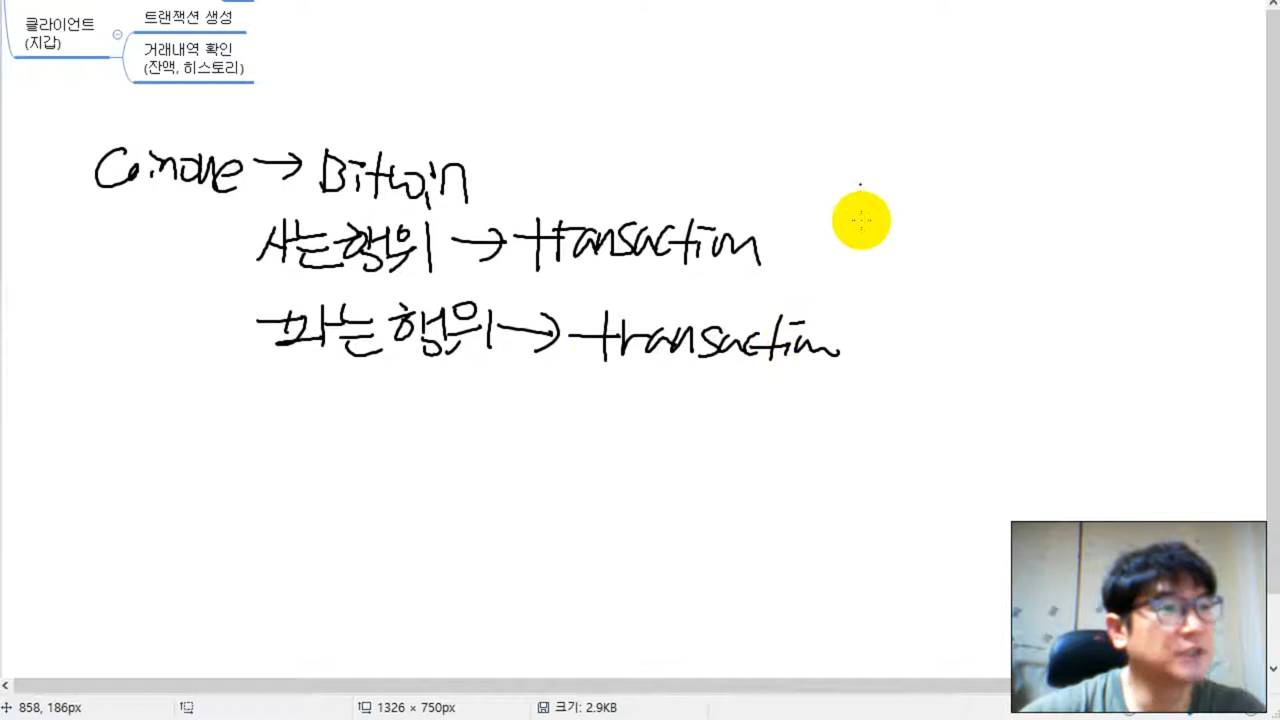 클라이언트
(지갑)
트랜잭션 생성
거래내역 확인
(잔액, 히스토리)
Coinone → Bitcoin
사는행위 → transaction
파는 행위 → transaction
858, 186px
1326 × 750px
크기: 2.9KB